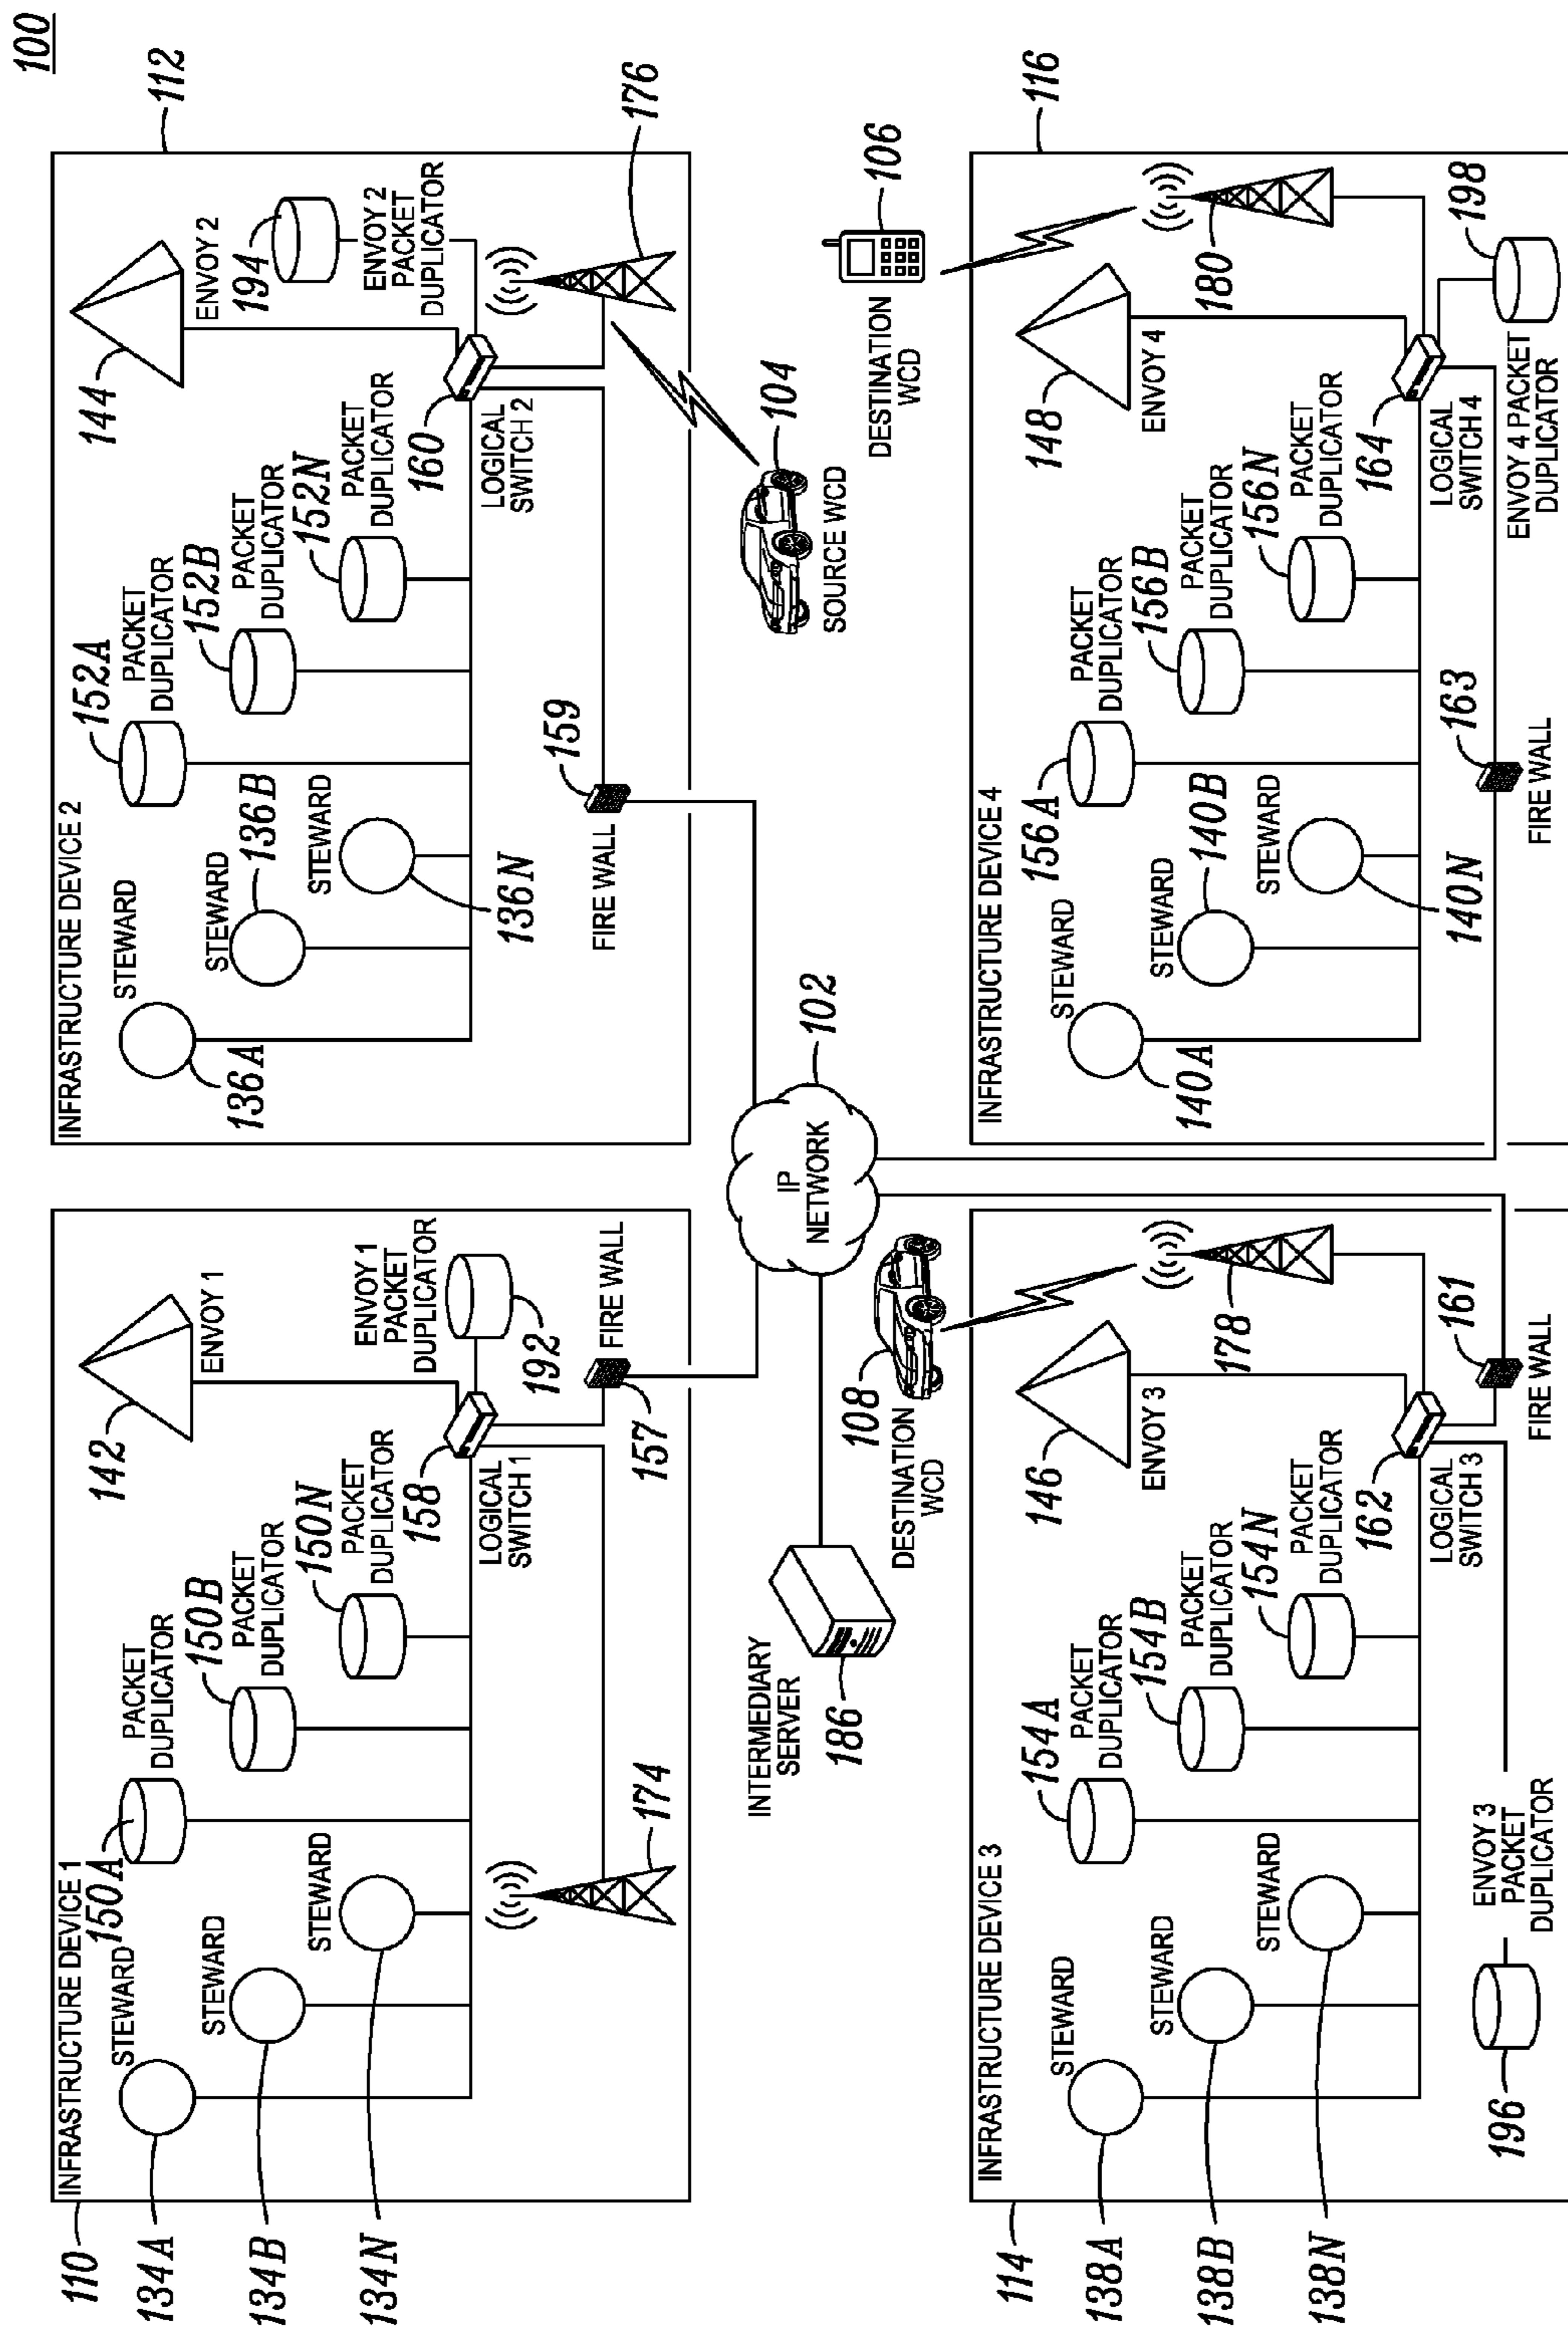 100
INFRASTRUCTURE DEVICE 1
110
134A
134B
134N
STEWARD
STEWARD
STEWARD
150A
PACKET
DUPLICATOR
150B
PACKET
DUPLICATOR
150N
PACKET
DUPLICATOR
142
ENVOY 1
158
LOGICAL
SWITCH 1
ENVOY 1
PACKET
DUPLICATOR
192
FIRE WALL
157
174
INFRASTRUCTURE DEVICE 2
112
STEWARD
136A
STEWARD
136B
STEWARD
136N
152A
PACKET
DUPLICATOR
152B
PACKET
DUPLICATOR
152N
PACKET
DUPLICATOR
144
ENVOY 2
194
ENVOY 2
PACKET
DUPLICATOR
160
LOGICAL
SWITCH 2
159
FIRE WALL
176
INTERMEDIARY
SERVER
186
IP
NETWORK
102
108
DESTINATION
WCD
104
SOURCE WCD
106
DESTINATION
WCD
INFRASTRUCTURE DEVICE 3
114
138A
138B
138N
STEWARD
STEWARD
STEWARD
154A
PACKET
DUPLICATOR
154B
PACKET
DUPLICATOR
154N
PACKET
DUPLICATOR
146
ENVOY 3
178
162
LOGICAL
SWITCH 3
161
FIRE WALL
196
ENVOY 3
PACKET
DUPLICATOR
INFRASTRUCTURE DEVICE 4
116
STEWARD
140A
STEWARD
140B
STEWARD
140N
156A
PACKET
DUPLICATOR
156B
PACKET
DUPLICATOR
156N
PACKET
DUPLICATOR
148
ENVOY 4
180
164
LOGICAL
SWITCH 4
163
FIRE WALL
198
ENVOY 4 PACKET
DUPLICATOR